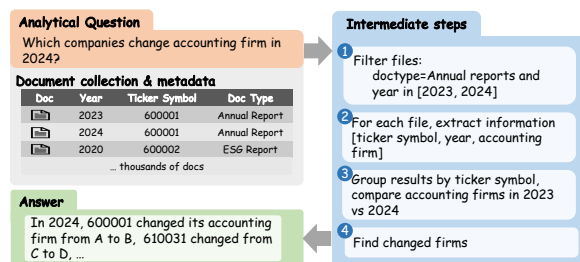 Analytical Question
Which companies change accounting firm in
2024?
Document collection & metadata
Doc Year Ticker Symbol Doc Type
2023 600001 Annual Report
2024 600001 Annual Report
2020 600002 ESG Report
... thousands of docs
Answer
In 2024, 600001 changed its accounting
firm from A to B, 610031 changed from
C to D, ...
Intermediate steps
1
Filter files:
doctype=Annual reports and
year in [2023, 2024]
2
For each file, extract information
[ticker symbol, year, accounting
firm]
3
Group results by ticker symbol,
compare accounting firms in 2023
vs 2024
4
Find changed firms